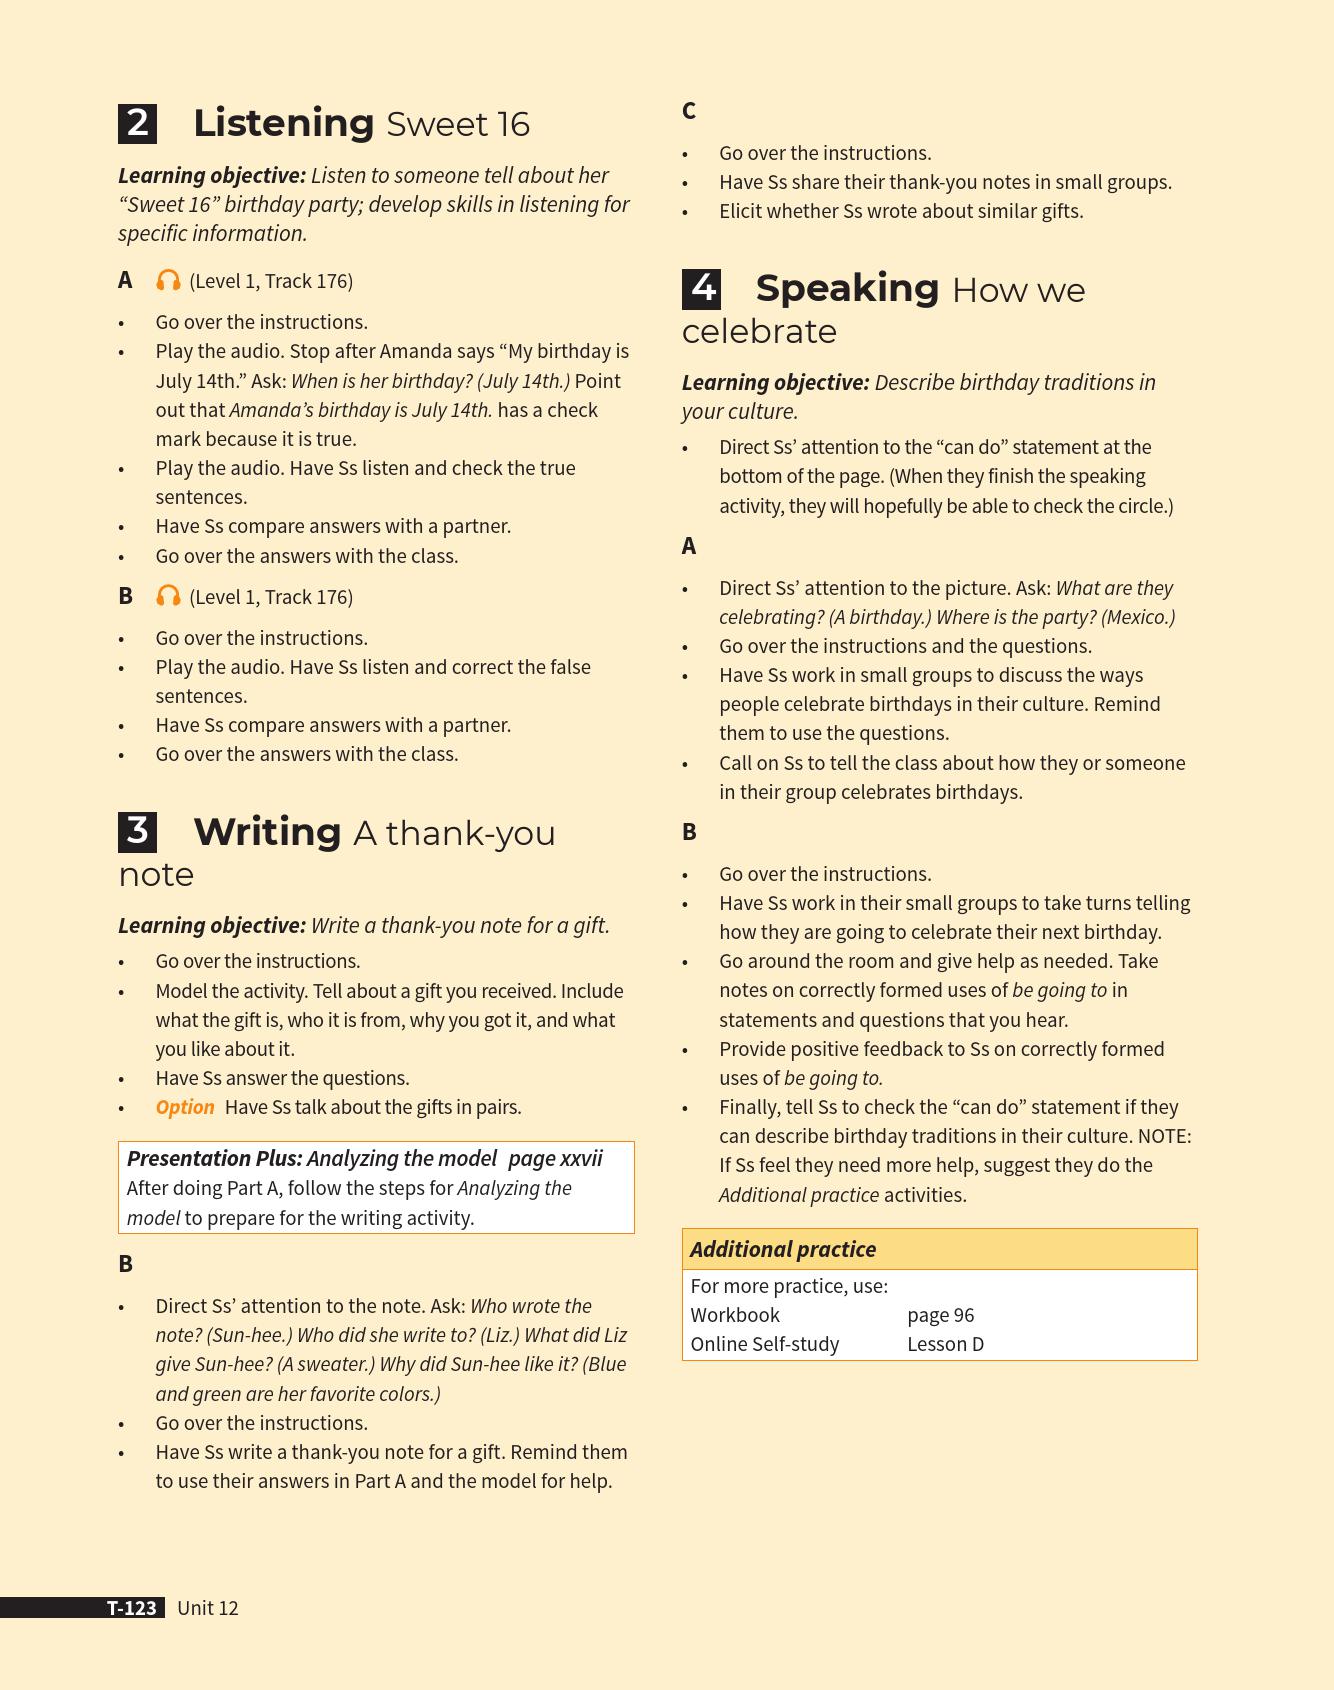 2 Listening Sweet 16
Learning objective: Listen to someone tell about her
“Sweet 16” birthday party; develop skills in listening for
specific information.
A (Level 1, Track 176)
• Go over the instructions.
• Play the audio. Stop after Amanda says “My birthday is
July 14th.” Ask: When is her birthday? (July 14th.) Point
out that Amanda’s birthday is July 14th. has a check
mark because it is true.
• Play the audio. Have Ss listen and check the true
sentences.
• Have Ss compare answers with a partner.
• Go over the answers with the class.
B (Level 1, Track 176)
• Go over the instructions.
• Play the audio. Have Ss listen and correct the false
sentences.
• Have Ss compare answers with a partner.
• Go over the answers with the class.
3 Writing A thank-you
note
Learning objective: Write a thank-you note for a gift.
• Go over the instructions.
• Model the activity. Tell about a gift you received. Include
what the gift is, who it is from, why you got it, and what
you like about it.
• Have Ss answer the questions.
• Option Have Ss talk about the gifts in pairs.
Presentation Plus: Analyzing the model page xxvii
After doing Part A, follow the steps for Analyzing the
model to prepare for the writing activity.
B
• Direct Ss’ attention to the note. Ask: Who wrote the
note? (Sun-hee.) Who did she write to? (Liz.) What did Liz
give Sun-hee? (A sweater.) Why did Sun-hee like it? (Blue
and green are her favorite colors.)
• Go over the instructions.
• Have Ss write a thank-you note for a gift. Remind them
to use their answers in Part A and the model for help.
C
• Go over the instructions.
• Have Ss share their thank-you notes in small groups.
• Elicit whether Ss wrote about similar gifts.
4 Speaking How we
celebrate
Learning objective: Describe birthday traditions in
your culture.
• Direct Ss’ attention to the “can do” statement at the
bottom of the page. (When they finish the speaking
activity, they will hopefully be able to check the circle.)
A
• Direct Ss’ attention to the picture. Ask: What are they
celebrating? (A birthday.) Where is the party? (Mexico.)
• Go over the instructions and the questions.
• Have Ss work in small groups to discuss the ways
people celebrate birthdays in their culture. Remind
them to use the questions.
• Call on Ss to tell the class about how they or someone
in their group celebrates birthdays.
B
• Go over the instructions.
• Have Ss work in their small groups to take turns telling
how they are going to celebrate their next birthday.
• Go around the room and give help as needed. Take
notes on correctly formed uses of be going to in
statements and questions that you hear.
• Provide positive feedback to Ss on correctly formed
uses of be going to.
• Finally, tell Ss to check the “can do” statement if they
can describe birthday traditions in their culture. NOTE:
If Ss feel they need more help, suggest they do the
Additional practice activities.
Additional practice
For more practice, use:
Workbook page 96
Online Self-study Lesson D
T-123 Unit 12